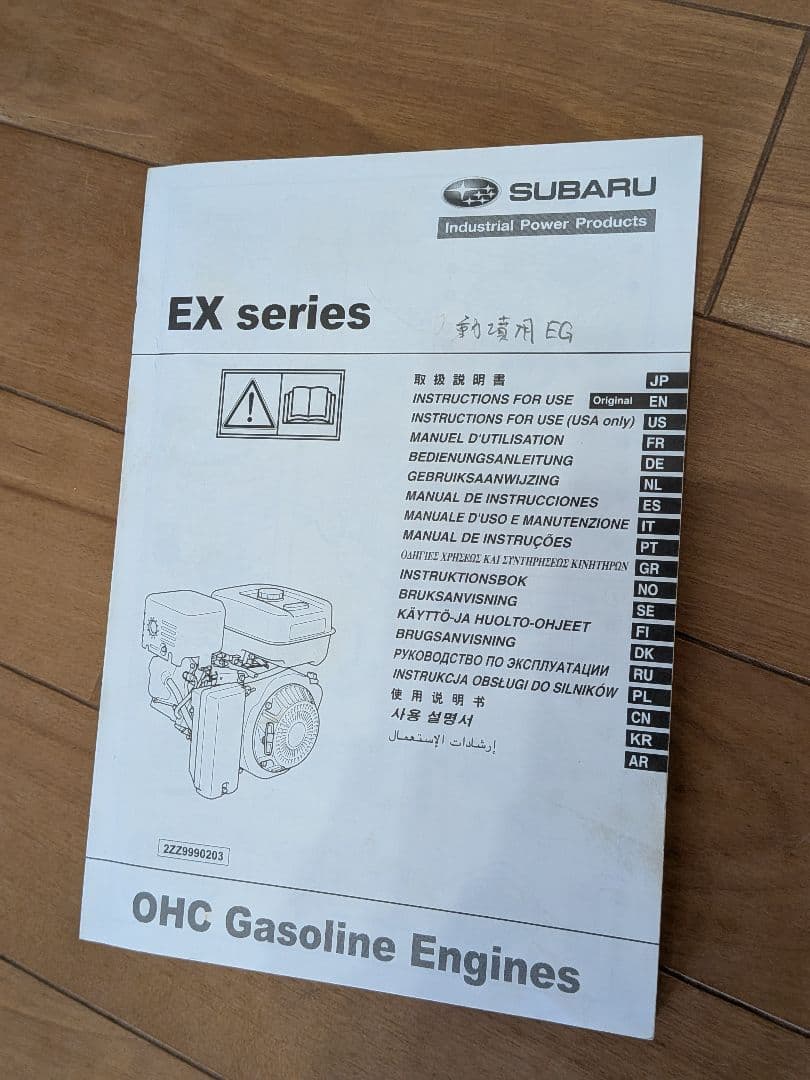 SUBARU
Industrial Power Products
EX series
動噴用 EG
取扱説明書 JP
INSTRUCTIONS FOR USE Original EN
INSTRUCTIONS FOR USE (USA only) US
MANUEL D'UTILISATION FR
BEDIENUNGSANLEITUNG DE
GEBRUIKSAANWIJZING NL
MANUAL DE INSTRUCCIONES ES
MANUALE D'USO E MANUTENZIONE IT
MANUAL DE INSTRUÇÕES PT
ΟΔΗΓΙΕΣ ΧΡΗΣΕΩΣ ΚΑΙ ΣΥΝΤΗΡΗΣΕΩΣ ΚΙΝΗΤΗΡΩΝ GR
INSTRUKTIONSBOK NO
BRUKSANVISNING SE
KÄYTTÖ-JA HUOLTO-OHJEET FI
BRUGSANVISNING DK
РУКОВОДСТВО ПО ЭКСПЛУАТАЦИИ RU
INSTRUKCJA OBSŁUGI DO SILNIKÓW PL
使用说明书 CN
사용 설명서 KR
إرشادات الإستعمال AR
2ZZ9990203
OHC Gasoline Engines